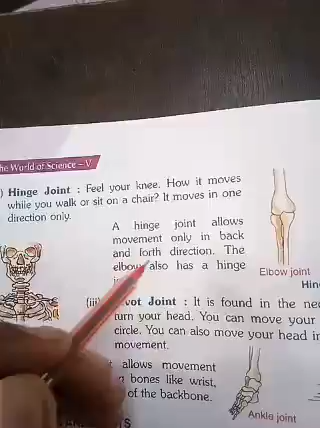 he World of Science – V
) Hinge Joint : Feel your knee. How it moves
while you walk or sit on a chair? It moves in one
direction only.
A hinge joint allows
movement only in back
and forth direction. The
elbow also has a hinge
Elbow joint
Hin
(iii) vot Joint : It is found in the ne
turn your head. You can move your
circle. You can also move your head in
movement.
allows movement
bones like wrist,
of the backbone.
Ankle joint